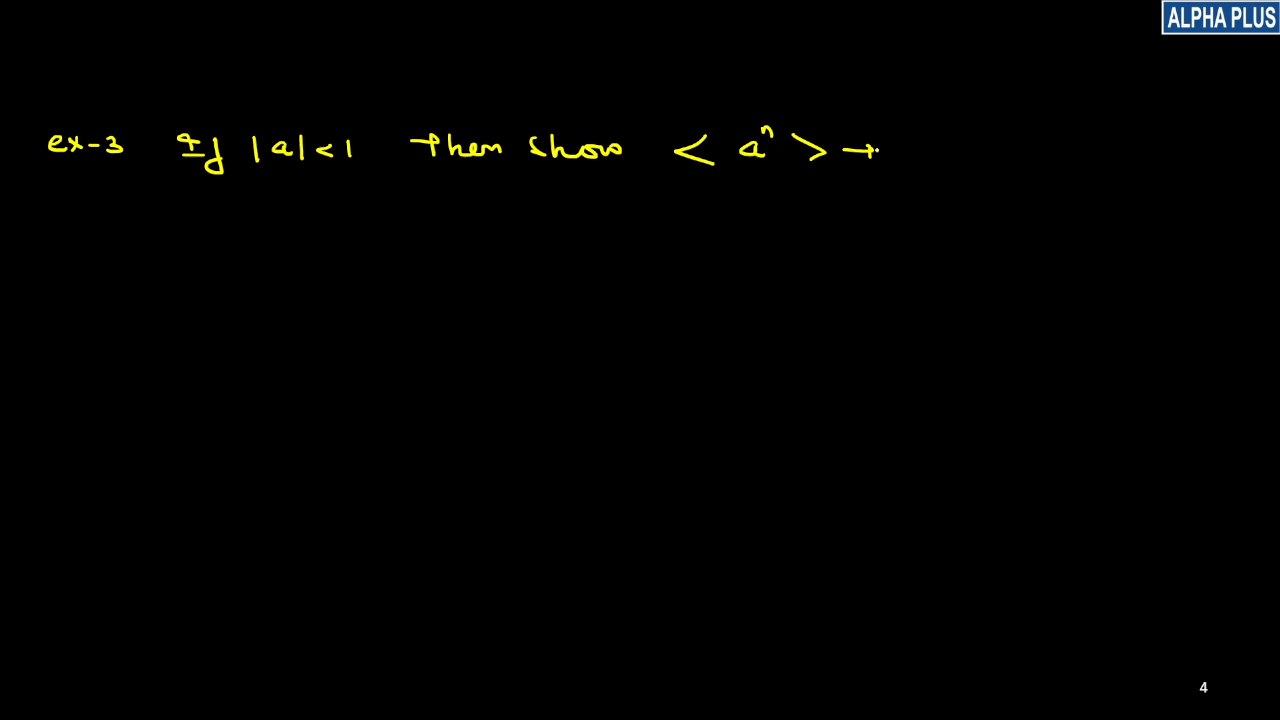 ALPHA PLUS
ex-3 If |a|<1 then show < aⁿ > →
4